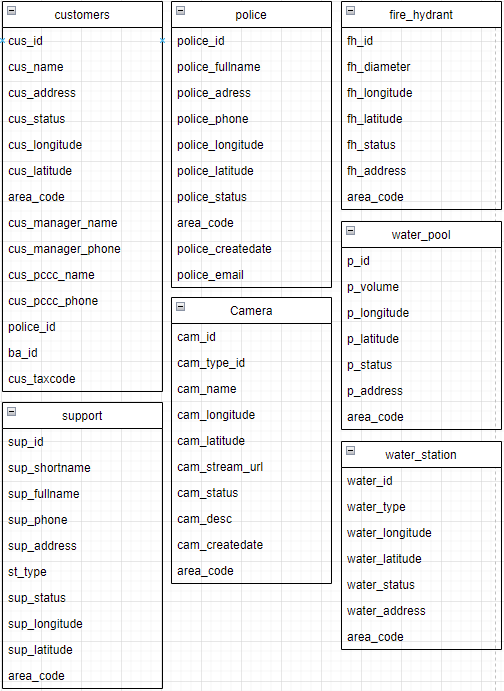 customers
cus_id
cus_name
cus_address
cus_status
cus_longitude
cus_latitude
area_code
cus_manager_name
cus_manager_phone
cus_pccc_name
cus_pccc_phone
police_id
ba_id
cus_taxcode
support
sup_id
sup_shortname
sup_fullname
sup_phone
sup_address
st_type
sup_status
sup_longitude
sup_latitude
area_code
police
police_id
police_fullname
police_adress
police_phone
police_longitude
police_latitude
police_status
area_code
police_createdate
police_email
Camera
cam_id
cam_type_id
cam_name
cam_longitude
cam_latitude
cam_stream_url
cam_status
cam_desc
cam_createdate
area_code
fire_hydrant
fh_id
fh_diameter
fh_longitude
fh_latitude
fh_status
fh_address
area_code
water_pool
p_id
p_volume
p_longitude
p_latitude
p_status
p_address
area_code
water_station
water_id
water_type
water_longitude
water_latitude
water_status
water_address
area_code